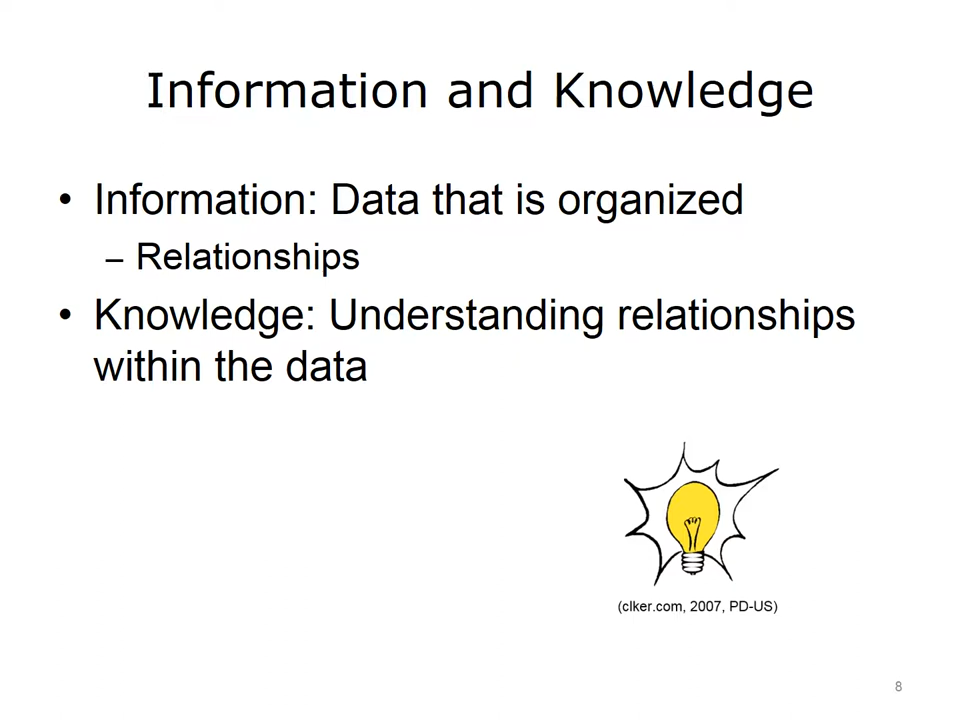 Information and Knowledge
• Information: Data that is organized
– Relationships
• Knowledge: Understanding relationships
within the data
(clker.com, 2007, PD-US)
8